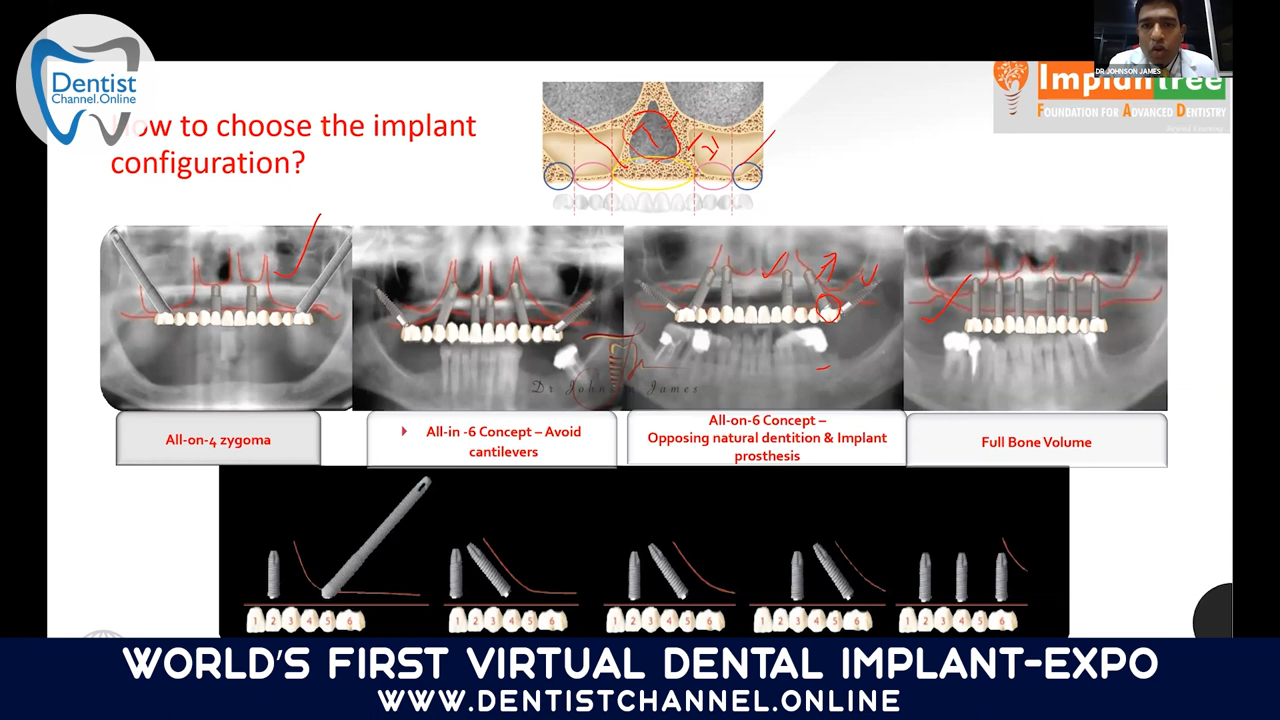 Dentist
Channel.Online
How to choose the implant
configuration?
DR JOHNSON JAMES
ImplanTree
FOUNDATION FOR ADVANCED DENTISTRY
Beyond Learning
Dr Johnson James
All-on-4 zygoma
All-in -6 Concept – Avoid
cantilevers
All-on-6 Concept –
Opposing natural dentition & Implant
prosthesis
Full Bone Volume
1 2 3 4 5 6
1 2 3 4 5 6
1 2 3 4 5 6
1 2 3 4 5 6
1 2 3 4 5 6
WORLD'S FIRST VIRTUAL DENTAL IMPLANT-EXPO
WWW.DENTISTCHANNEL.ONLINE